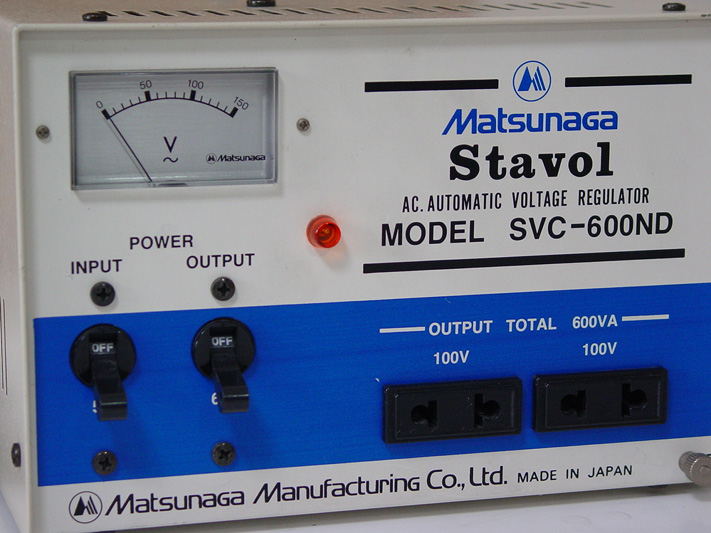 0 50 100 150
V
~
Matsunaga
Matsunaga
Stavol
AC. AUTOMATIC VOLTAGE REGULATOR
MODEL SVC-600ND
POWER
INPUT OUTPUT
OFF OFF
OUTPUT TOTAL 600VA
100V 100V
Matsunaga Manufacturing Co., Ltd. MADE IN JAPAN